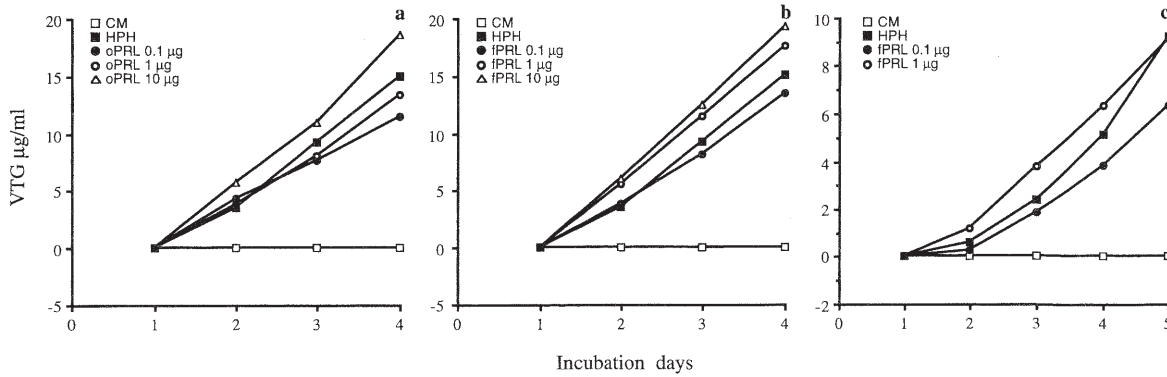 a
CM
HPH
oPRL 0.1 µg
oPRL 1 µg
oPRL 10 µg
20
15
10
5
0
-5
0 1 2 3 4
VTG µg/ml
b
CM
HPH
fPRL 0.1 µg
fPRL 1 µg
fPRL 10 µg
20
15
10
5
0
-5
0 1 2 3 4
c
CM
HPH
fPRL 0.1 µg
fPRL 1 µg
10
8
6
4
2
0
-2
0 1 2 3 4 5
Incubation days